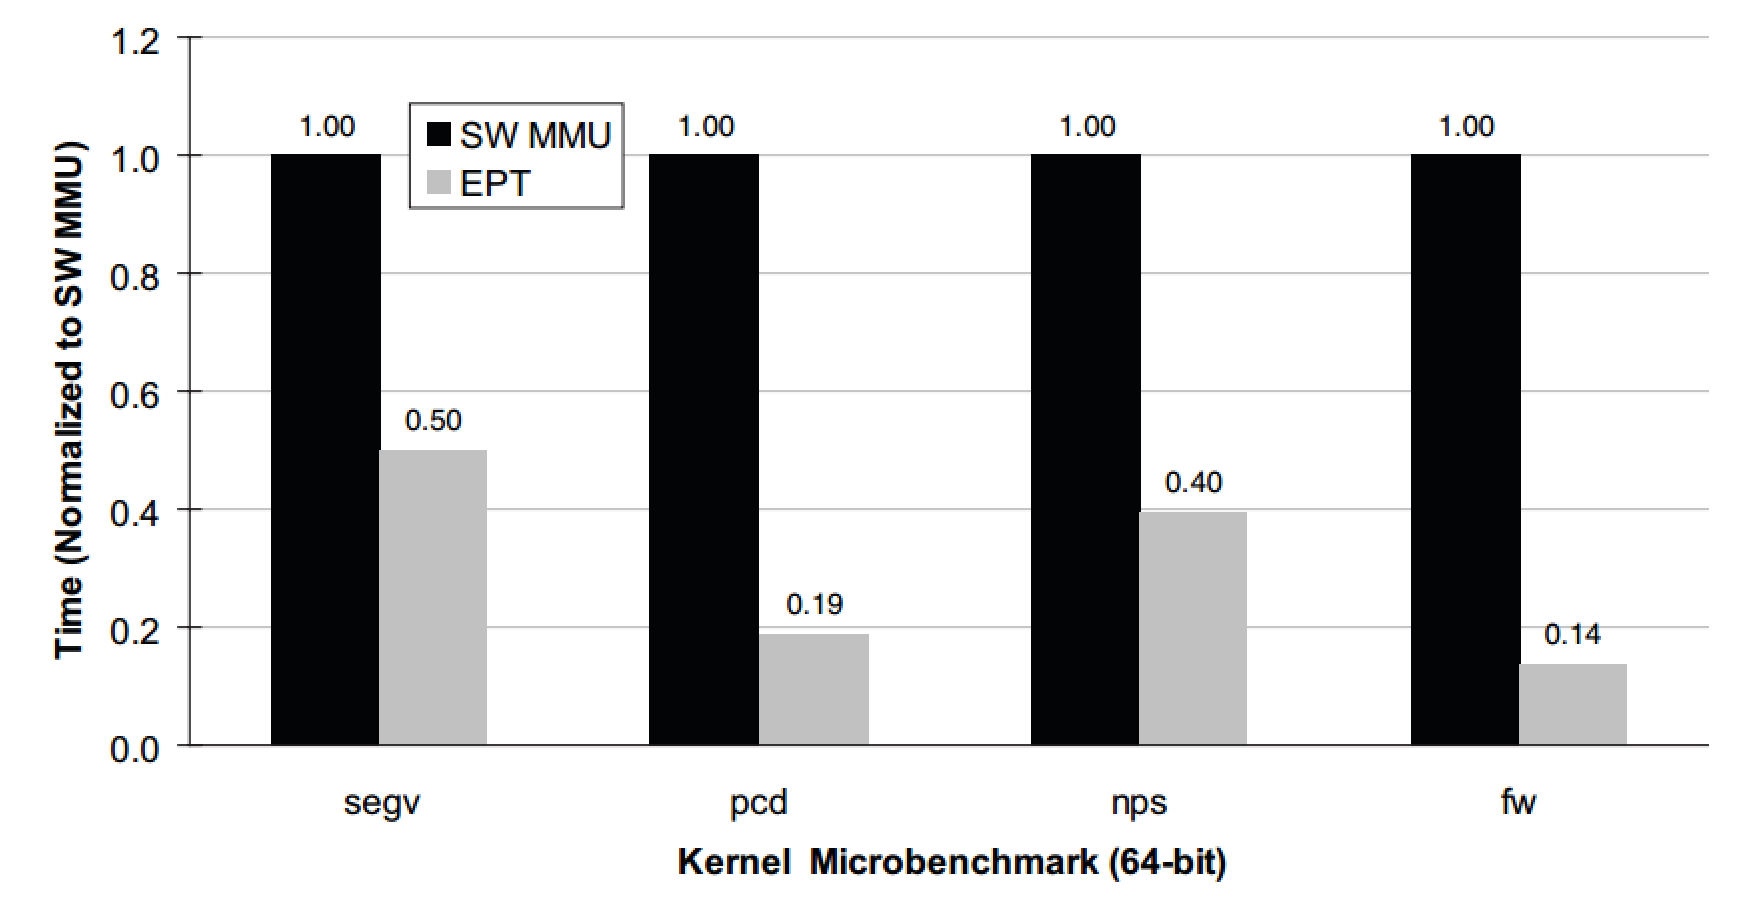 Time (Normalized to SW MMU)
1.2
1.0
0.8
0.6
0.4
0.2
0.0
SW MMU
EPT
1.00
0.50
1.00
0.19
1.00
0.40
1.00
0.14
segv
pcd
nps
fw
Kernel Microbenchmark (64-bit)